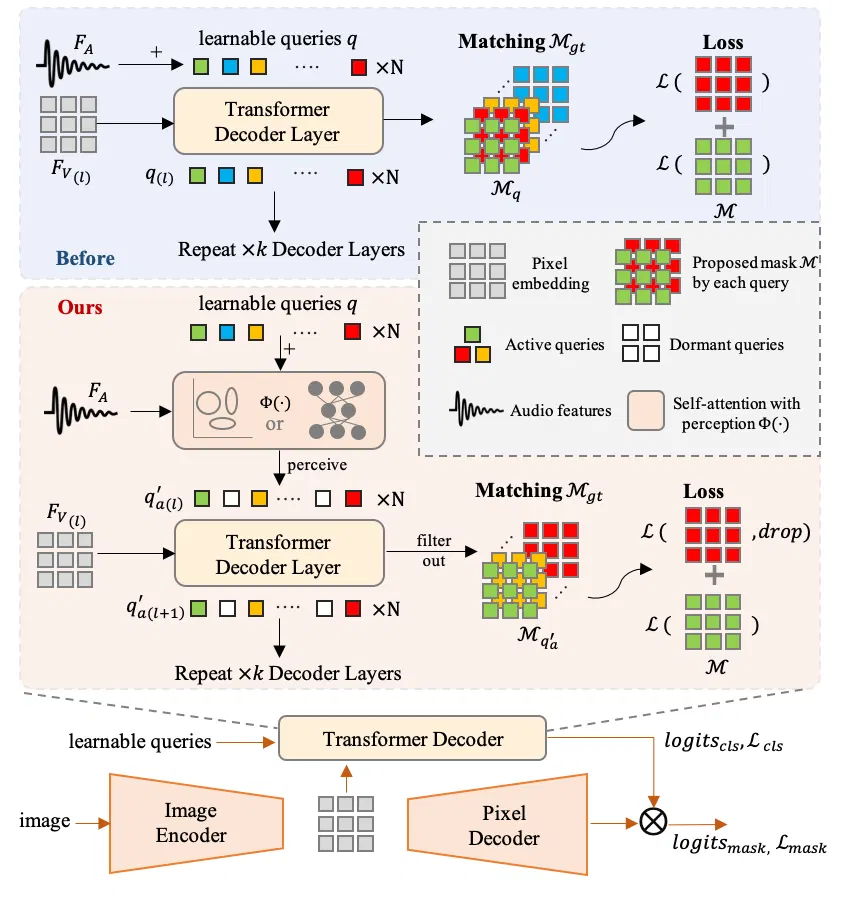 F_A
+
learnable queries q
.... ×N
F_V(l)
Transformer
Decoder Layer
q_(l) .... ×N
Repeat ×k Decoder Layers
Before
Matching ℳ_gt
ℳ_q
Loss
ℒ ( )
+
ℒ ( )
ℳ
Pixel
embedding
Proposed mask ℳ
by each query
Active queries
Dormant queries
Audio features
Self-attention with
perception Φ(·)
Ours
learnable queries q
.... ×N
+
F_A
Φ(·)
or
perceive
q′_a(l) .... ×N
F_V(l)
Transformer
Decoder Layer
filter
out
q′_a(l+1) .... ×N
Repeat ×k Decoder Layers
Matching ℳ_gt
ℳ_q′_a
Loss
ℒ ( ,drop)
+
ℒ ( )
ℳ
learnable queries
Transformer Decoder
logits_cls, ℒ_cls
image
Image
Encoder
Pixel
Decoder
logits_mask, ℒ_mask